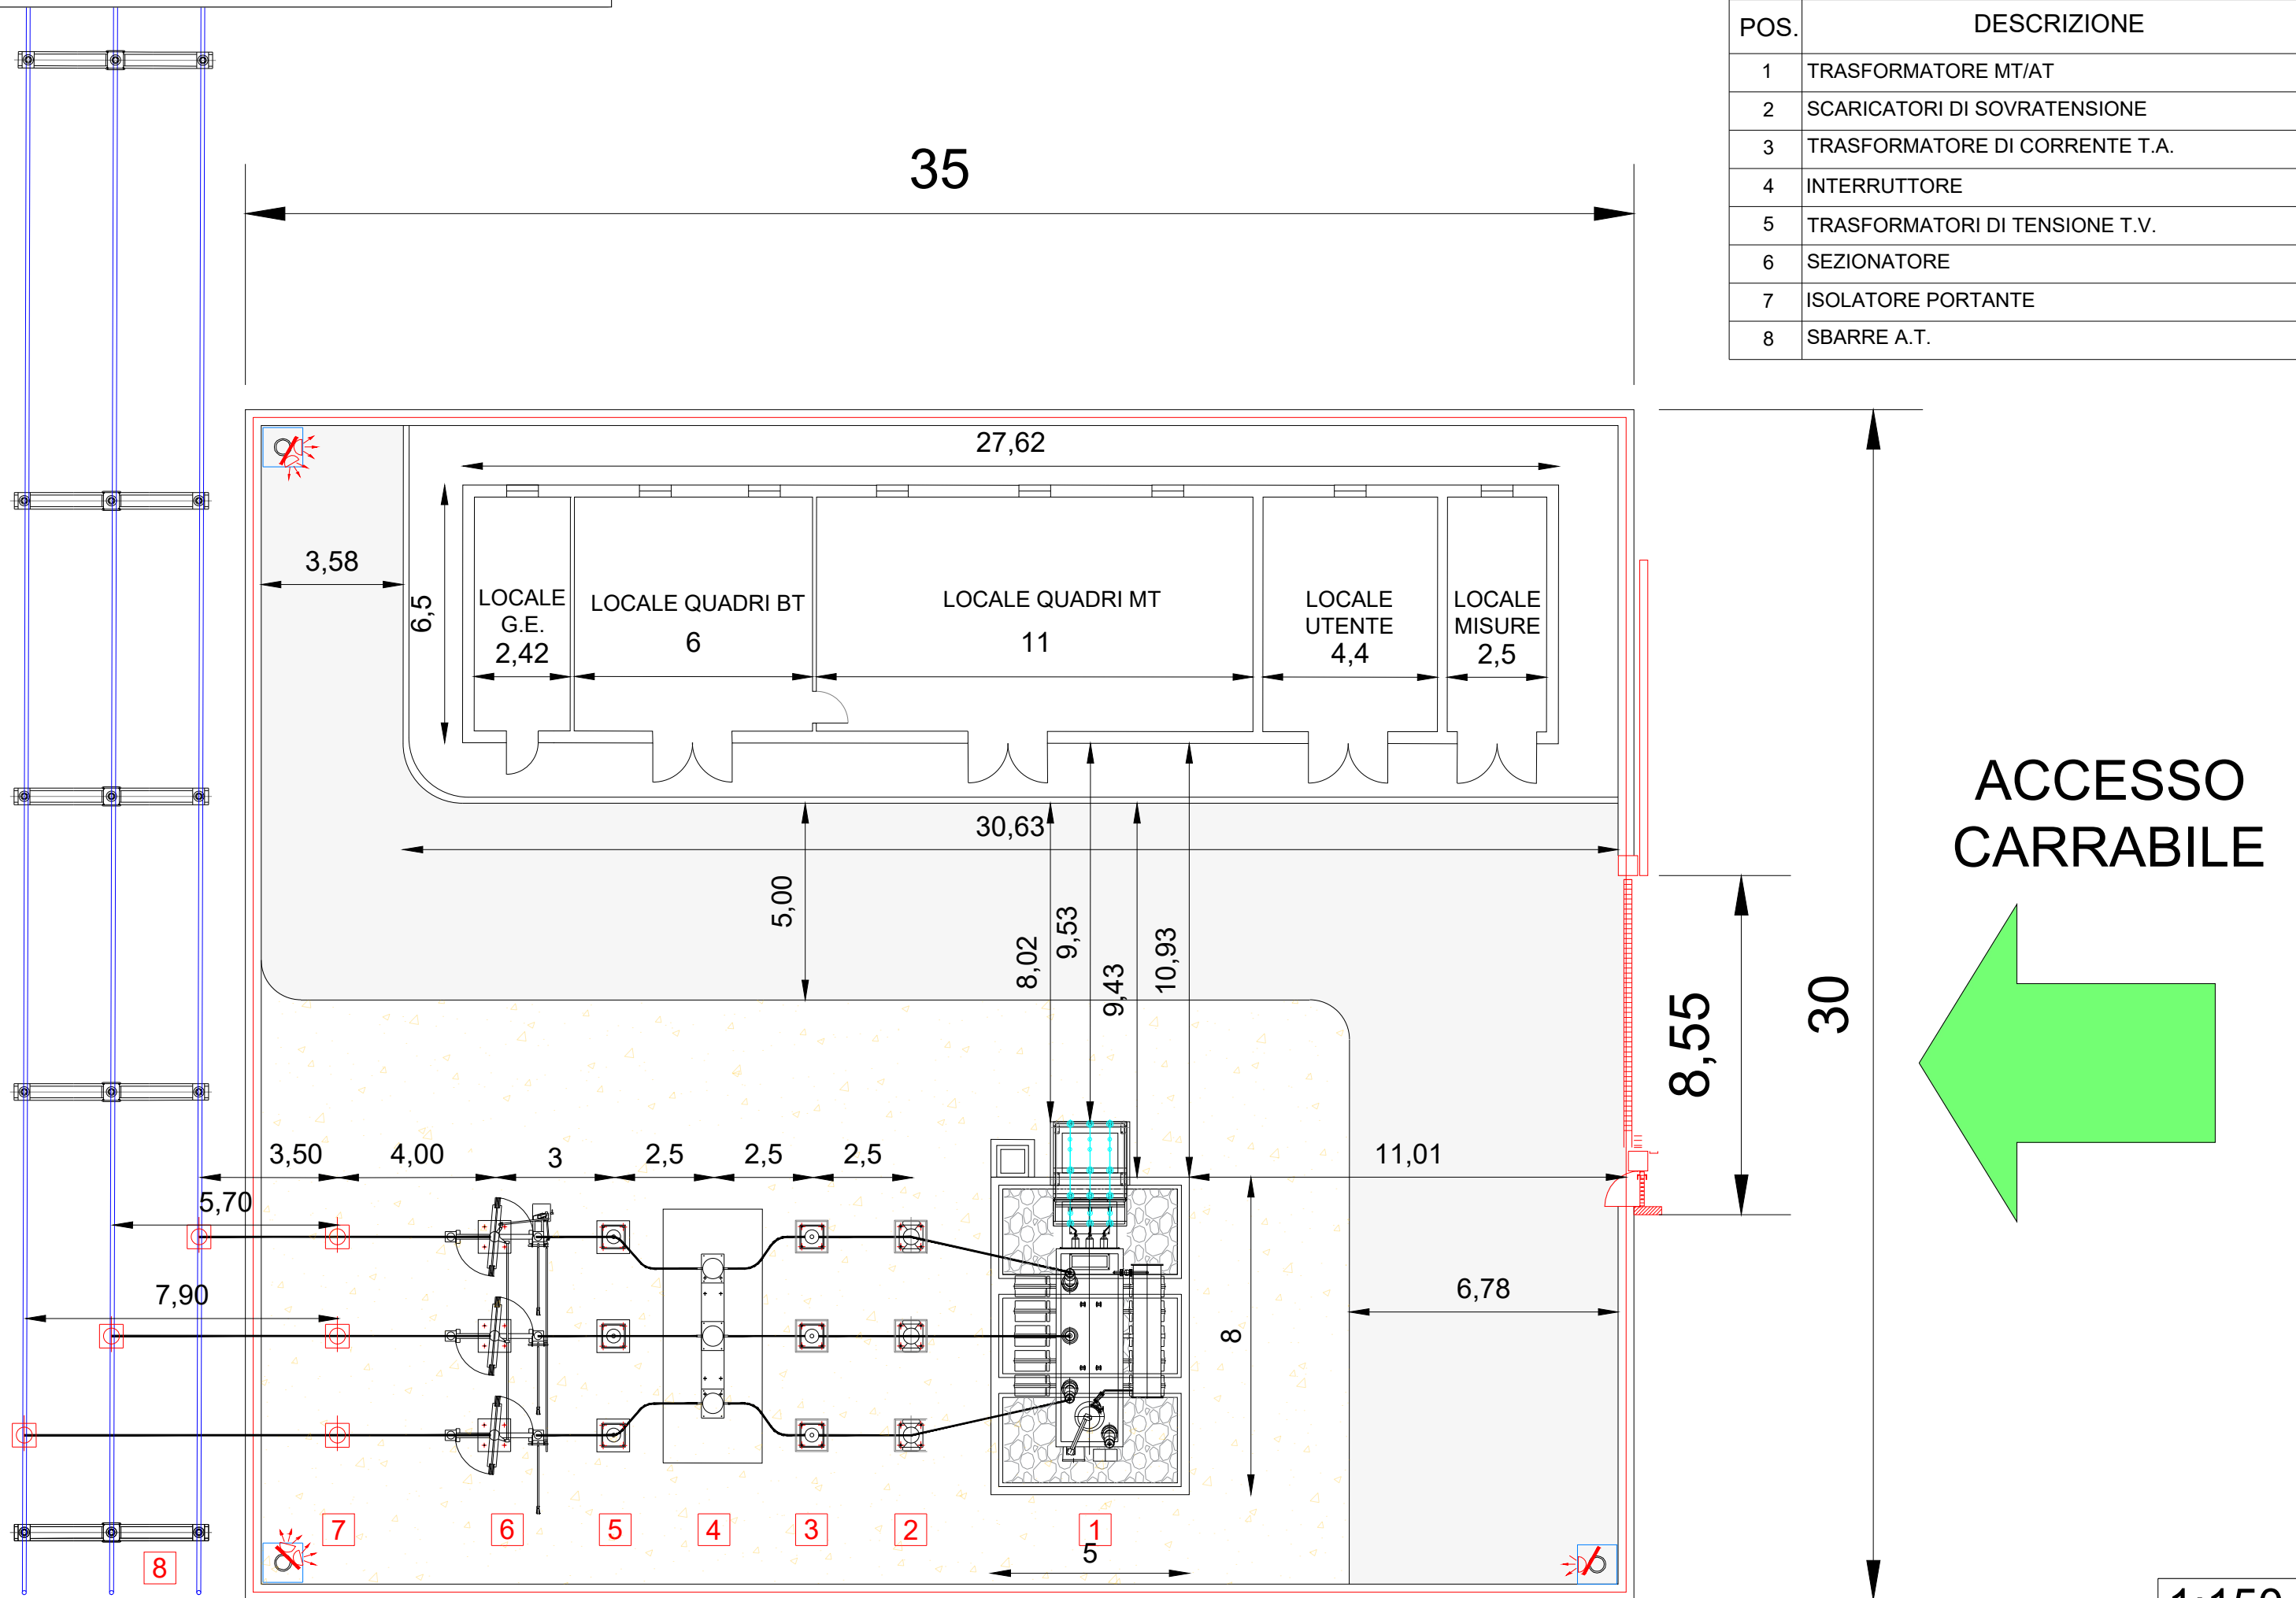 POS. DESCRIZIONE
1 TRASFORMATORE MT/AT
2 SCARICATORI DI SOVRATENSIONE
3 TRASFORMATORE DI CORRENTE T.A.
4 INTERRUTTORE
5 TRASFORMATORI DI TENSIONE T.V.
6 SEZIONATORE
7 ISOLATORE PORTANTE
8 SBARRE A.T.
35
27,62
3,58
6,5
LOCALE
G.E.
2,42
LOCALE QUADRI BT
6
LOCALE QUADRI MT
11
LOCALE
UTENTE
4,4
LOCALE
MISURE
2,5
ACCESSO
CARRABILE
30,63
5,00
8,02
9,53
9,43
10,93
8,55
30
3,50
4,00
3
2,5
2,5
2,5
11,01
5,70
7,90
6,78
8
7
6
5
4
3
2
1
5
8